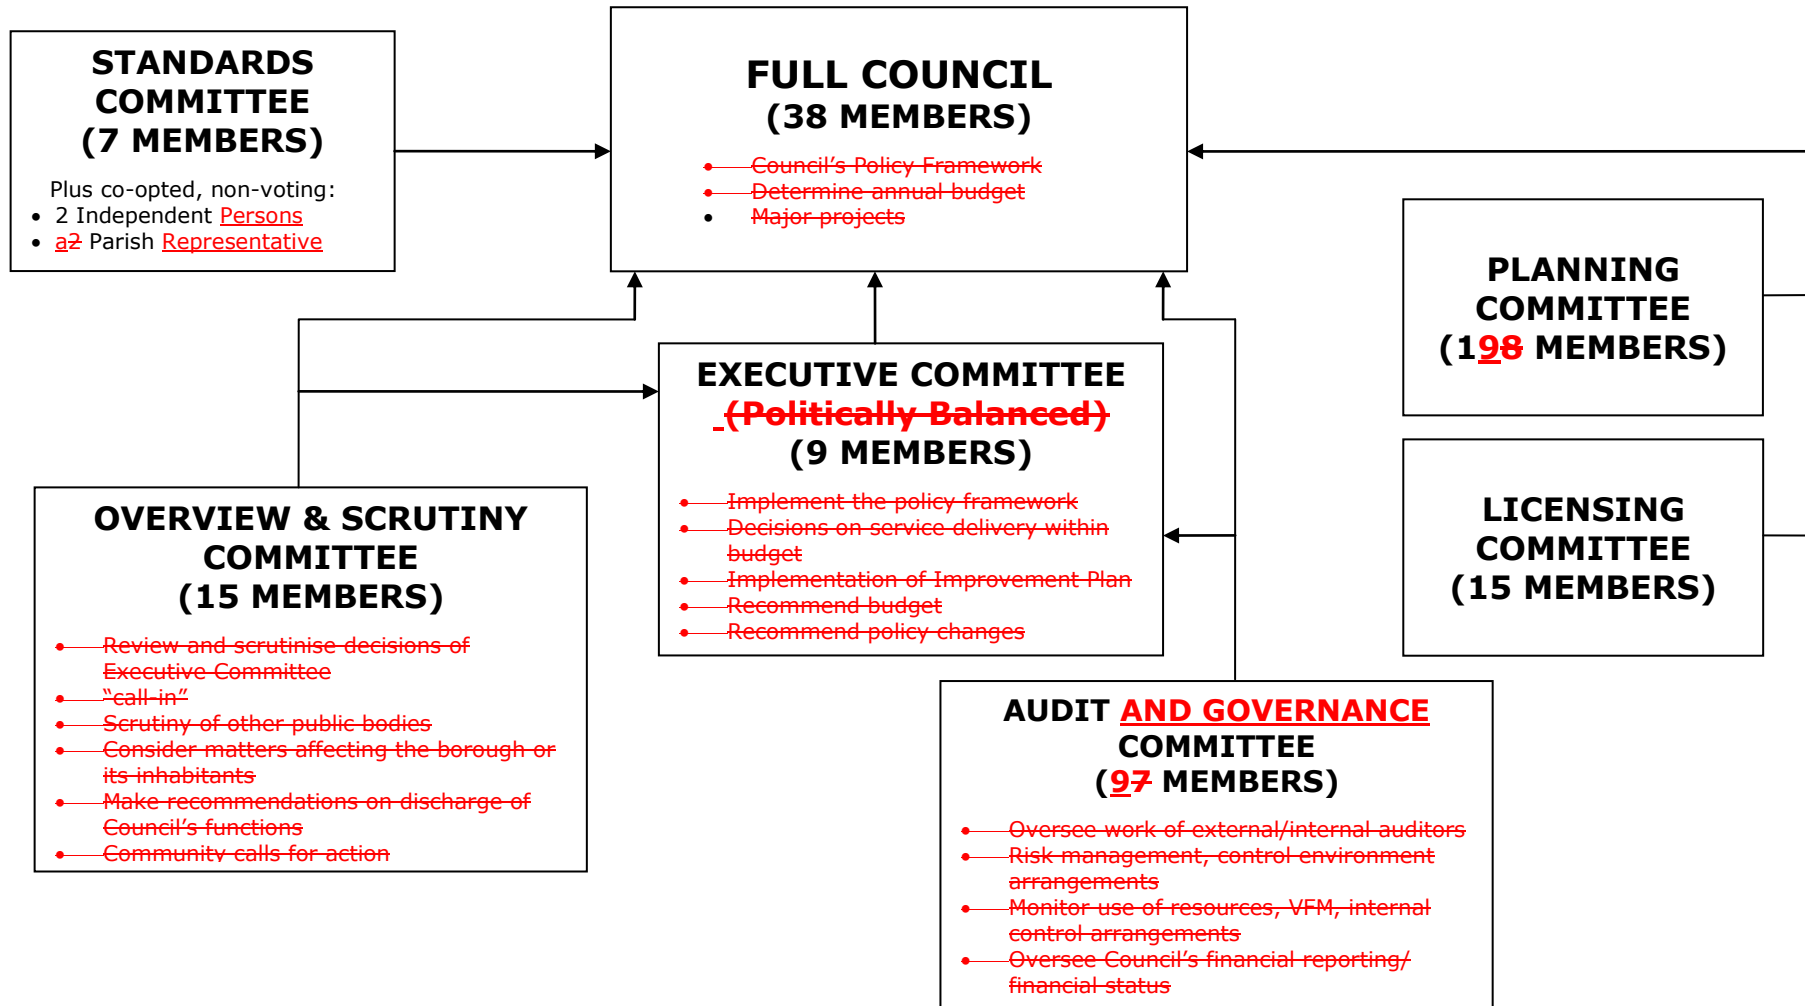 STANDARDS
COMMITTEE
(7 MEMBERS)
Plus co-opted, non-voting:
• 2 Independent Persons
• a2 Parish Representative
FULL COUNCIL
(38 MEMBERS)
• Council’s Policy Framework
• Determine annual budget
• Major projects
PLANNING
COMMITTEE
(198 MEMBERS)
EXECUTIVE COMMITTEE
(Politically Balanced)
(9 MEMBERS)
• Implement the policy framework
• Decisions on service delivery within
budget
• Implementation of Improvement Plan
• Recommend budget
• Recommend policy changes
LICENSING
COMMITTEE
(15 MEMBERS)
OVERVIEW & SCRUTINY
COMMITTEE
(15 MEMBERS)
• Review and scrutinise decisions of
Executive Committee
• “call-in”
• Scrutiny of other public bodies
• Consider matters affecting the borough or
its inhabitants
• Make recommendations on discharge of
Council’s functions
• Community calls for action
AUDIT AND GOVERNANCE
COMMITTEE
(97 MEMBERS)
• Oversee work of external/internal auditors
• Risk management, control environment
arrangements
• Monitor use of resources, VFM, internal
control arrangements
• Oversee Council’s financial reporting/
financial status